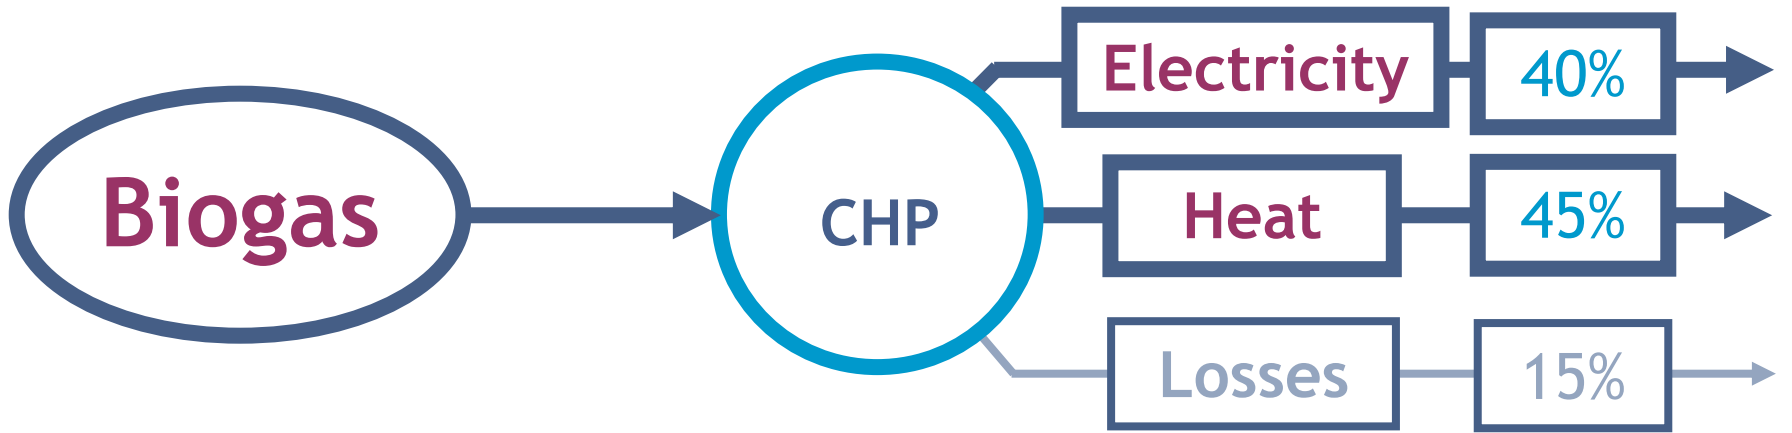 Biogas
CHP
Electricity
40%
Heat
45%
Losses
15%